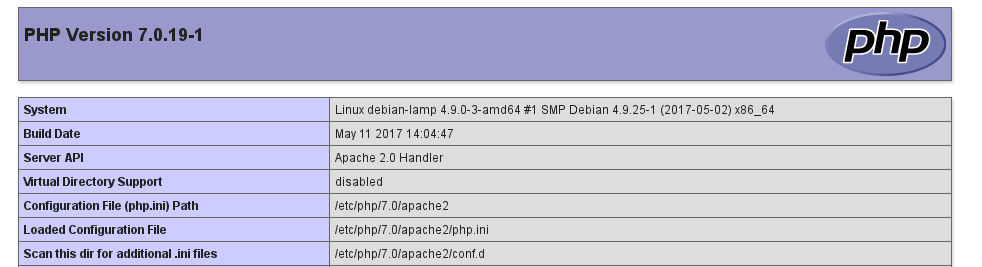 PHP Version 7.0.19-1
php
System Linux debian-lamp 4.9.0-3-amd64 #1 SMP Debian 4.9.25-1 (2017-05-02) x86_64
Build Date May 11 2017 14:04:47
Server API Apache 2.0 Handler
Virtual Directory Support disabled
Configuration File (php.ini) Path /etc/php/7.0/apache2
Loaded Configuration File /etc/php/7.0/apache2/php.ini
Scan this dir for additional .ini files /etc/php/7.0/apache2/conf.d